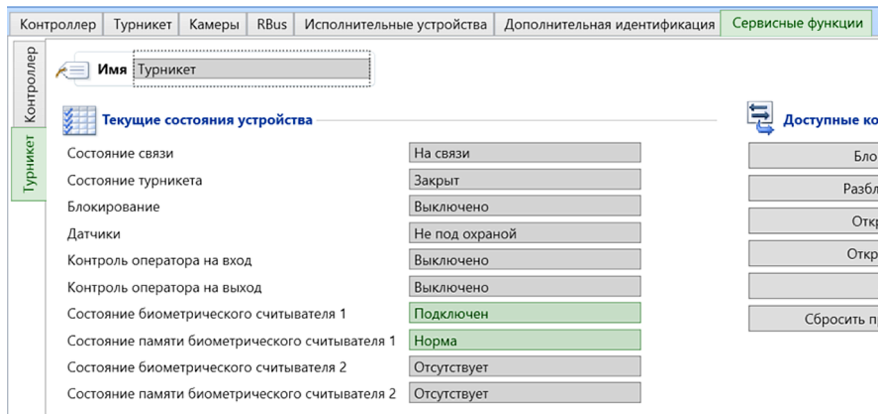 Контроллер Турникет Камеры RBus Исполнительные устройства Дополнительная идентификация Сервисные функции
Контроллер
Турникет
Имя Турникет
Текущие состояния устройства
Состояние связи На связи
Состояние турникета Закрыт
Блокирование Выключено
Датчики Не под охраной
Контроль оператора на вход Выключено
Контроль оператора на выход Выключено
Состояние биометрического считывателя 1 Подключен
Состояние памяти биометрического считывателя 1 Норма
Состояние биометрического считывателя 2 Отсутствует
Состояние памяти биометрического считывателя 2 Отсутствует
Доступные ко
Бло
Разбл
Откр
Откр
Сбросить п